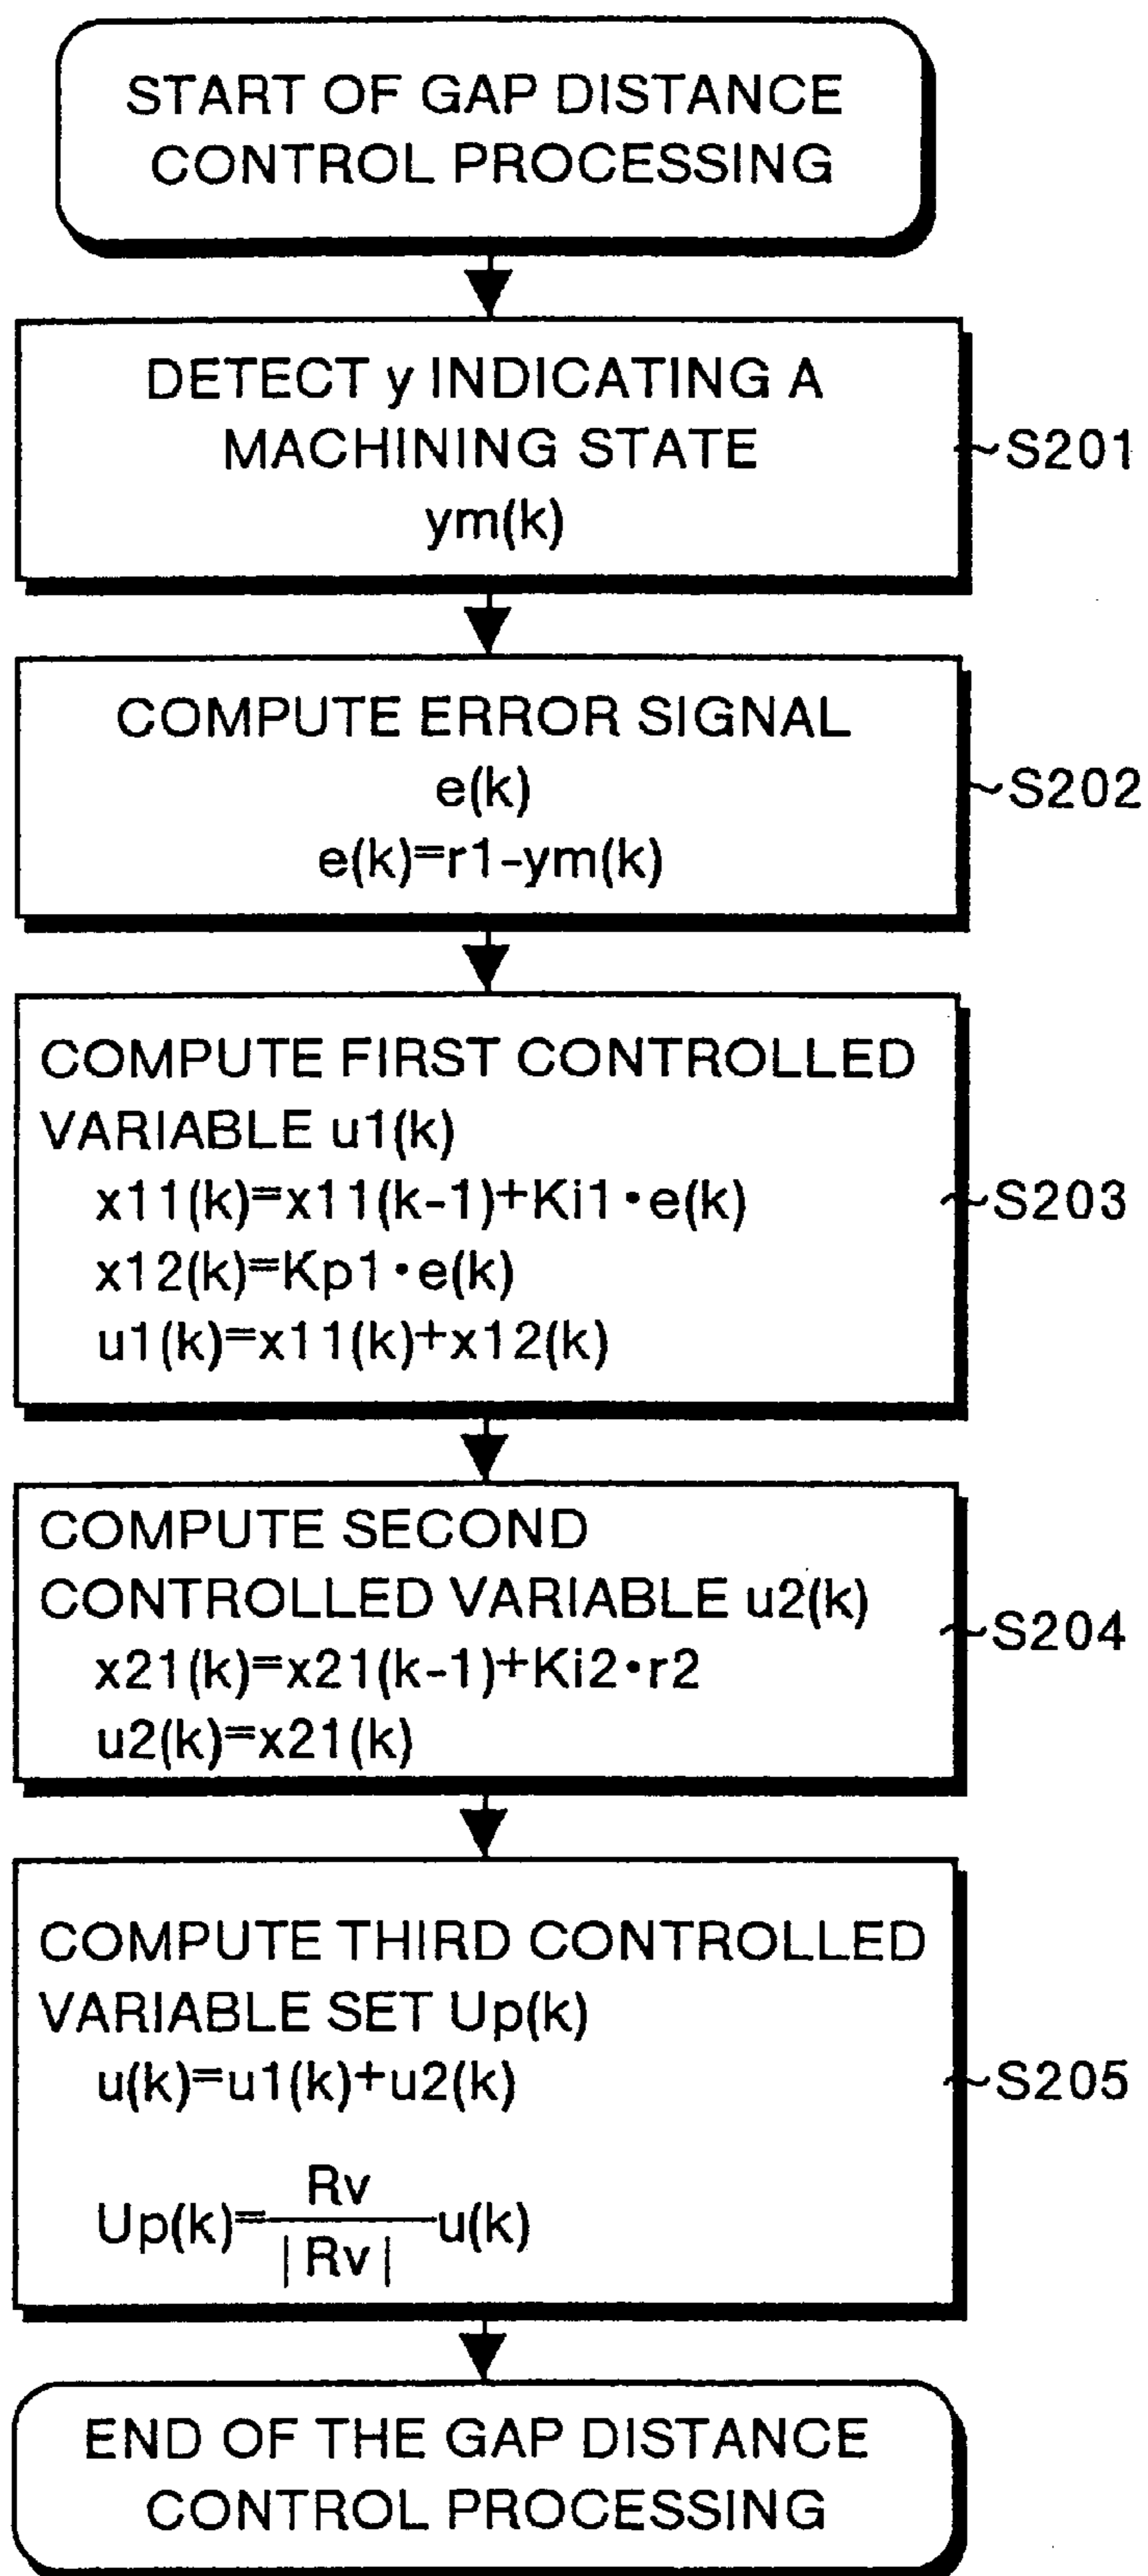 START OF GAP DISTANCE
CONTROL PROCESSING
DETECT y INDICATING A
MACHINING STATE
ym(k)
S201
COMPUTE ERROR SIGNAL
e(k)
e(k)=r1-ym(k)
S202
COMPUTE FIRST CONTROLLED
VARIABLE u1(k)
x11(k)=x11(k-1)+Ki1•e(k)
x12(k)=Kp1•e(k)
u1(k)=x11(k)+x12(k)
S203
COMPUTE SECOND
CONTROLLED VARIABLE u2(k)
x21(k)=x21(k-1)+Ki2•r2
u2(k)=x21(k)
S204
COMPUTE THIRD CONTROLLED
VARIABLE SET Up(k)
u(k)=u1(k)+u2(k)
Up(k)=Rv/|Rv| u(k)
S205
END OF THE GAP DISTANCE
CONTROL PROCESSING